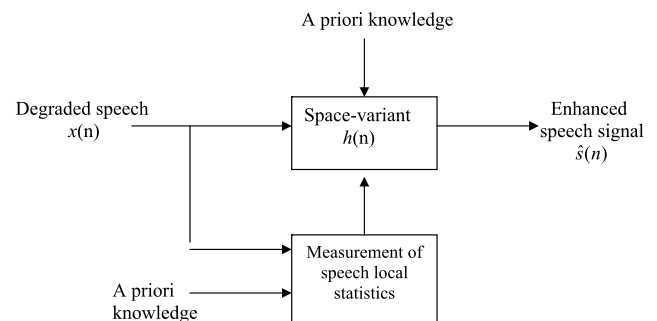 A priori knowledge
Degraded speech
x(n)
Space-variant
h(n)
Enhanced
speech signal
ŝ(n)
Measurement of
speech local
statistics
A priori
knowledge